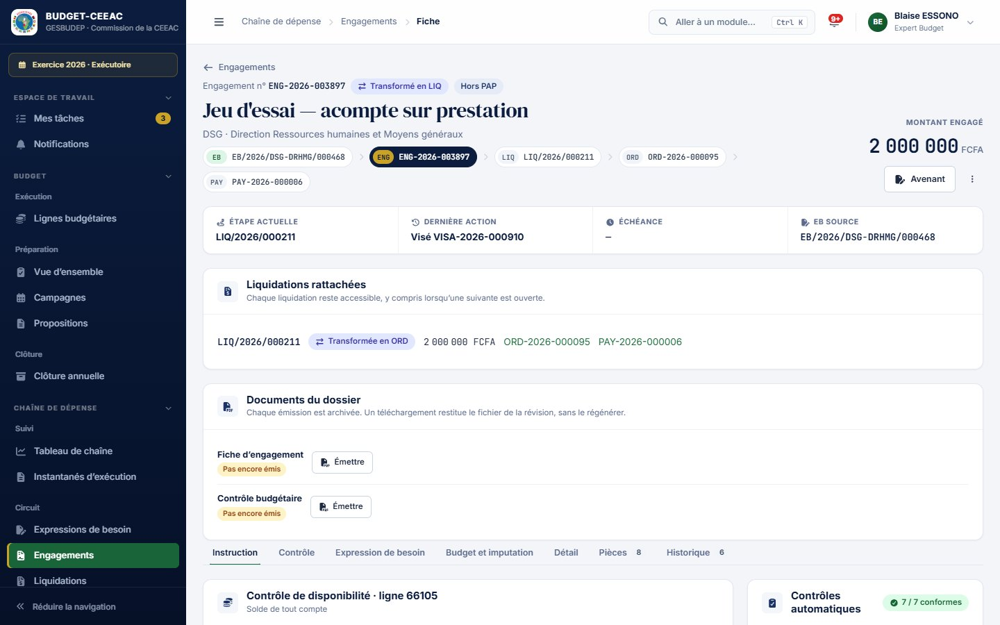 BUDGET-CEEAC
GESBUDEP · Commission de la CEEAC
Exercice 2026 · Exécutoire
ESPACE DE TRAVAIL
Mes tâches 3
Notifications
BUDGET
Exécution
Lignes budgétaires
Préparation
Vue d’ensemble
Campagnes
Propositions
Clôture
Clôture annuelle
CHAÎNE DE DÉPENSE
Suivi
Tableau de chaîne
Instantanés d’exécution
Circuit
Expressions de besoin
Engagements
Liquidations
Réduire la navigation
Chaîne de dépense Engagements Fiche
Aller à un module... Ctrl K
9+
BE
Blaise ESSONO
Expert Budget
Engagements
Engagement n° ENG-2026-003897 Transformé en LIQ Hors PAP
Jeu d'essai — acompte sur prestation
DSG · Direction Ressources humaines et Moyens généraux
EB EB/2026/DSG-DRHMG/000468 ENG ENG-2026-003897 LIQ LIQ/2026/000211 ORD ORD-2026-000095
PAY PAY-2026-000006
MONTANT ENGAGÉ
2 000 000 FCFA
Avenant
ÉTAPE ACTUELLE
LIQ/2026/000211
DERNIÈRE ACTION
Visé VISA-2026-000910
ÉCHÉANCE
—
EB SOURCE
EB/2026/DSG-DRHMG/000468
Liquidations rattachées
Chaque liquidation reste accessible, y compris lorsqu’une suivante est ouverte.
LIQ/2026/000211 Transformée en ORD 2 000 000 FCFA ORD-2026-000095 PAY-2026-000006
Documents du dossier
Chaque émission est archivée. Un téléchargement restitue le fichier de la révision, sans le régénérer.
Fiche d’engagement
Pas encore émis
Émettre
Contrôle budgétaire
Pas encore émis
Émettre
Instruction Contrôle Expression de besoin Budget et imputation Détail Pièces 8 Historique 6
Contrôle de disponibilité · ligne 66105
Solde de tout compte
Contrôles
automatiques
7 / 7 conformes